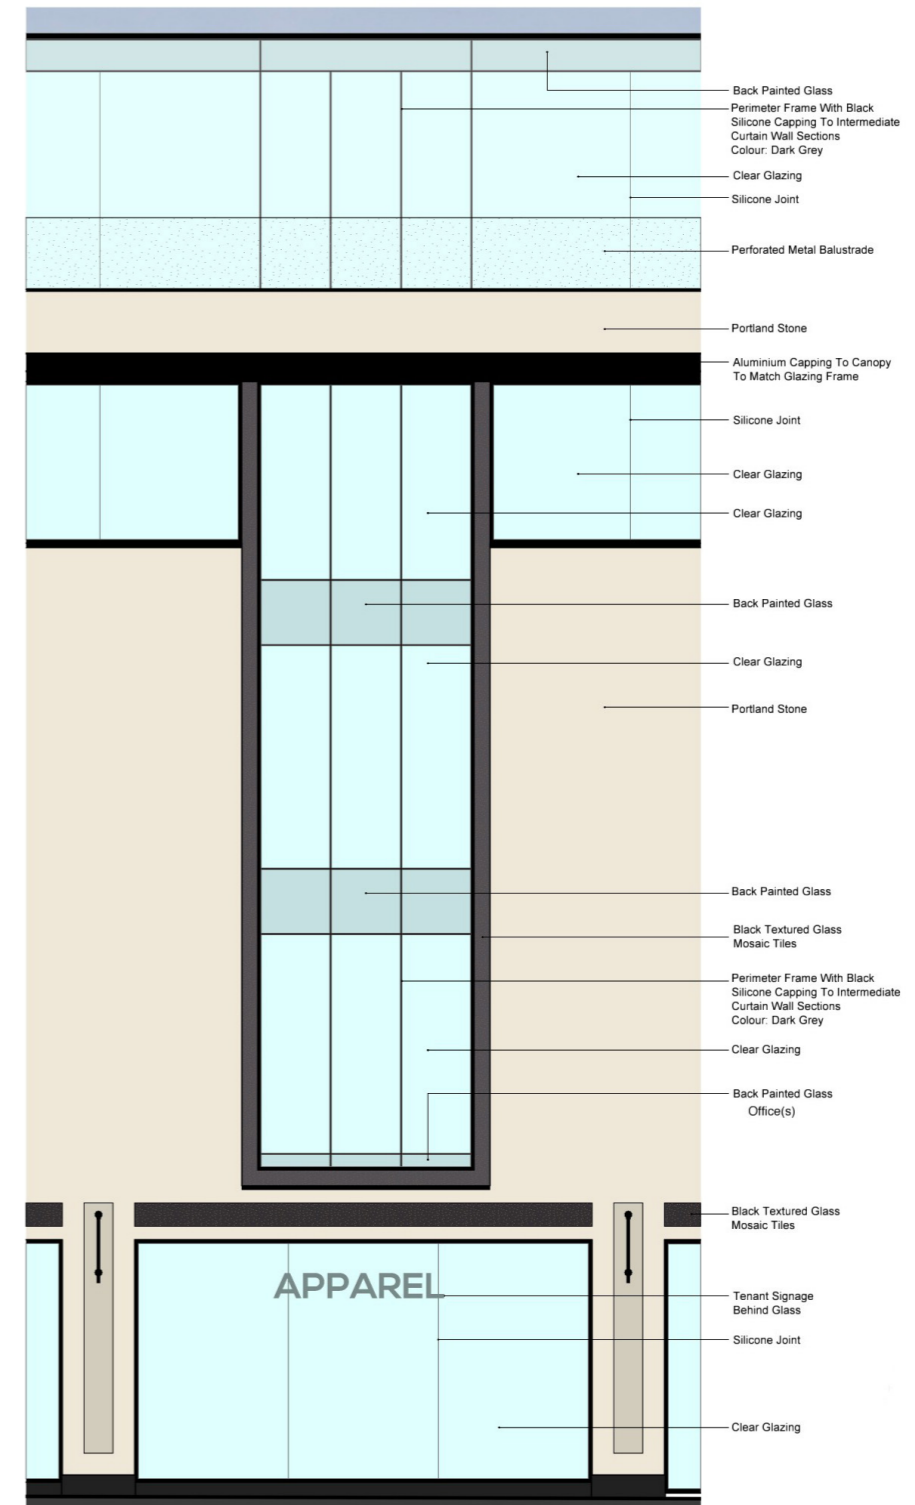 Back Painted Glass
Perimeter Frame With Black
Silicone Capping To Intermediate
Curtain Wall Sections
Colour: Dark Grey
Clear Glazing
Silicone Joint
Perforated Metal Balustrade
Portland Stone
Aluminium Capping To Canopy
To Match Glazing Frame
Silicone Joint
Clear Glazing
Clear Glazing
Back Painted Glass
Clear Glazing
Portland Stone
Back Painted Glass
Black Textured Glass
Mosaic Tiles
Perimeter Frame With Black
Silicone Capping To Intermediate
Curtain Wall Sections
Colour: Dark Grey
Clear Glazing
Back Painted Glass
Office(s)
Black Textured Glass
Mosaic Tiles
APPAREL
Tenant Signage
Behind Glass
Silicone Joint
Clear Glazing